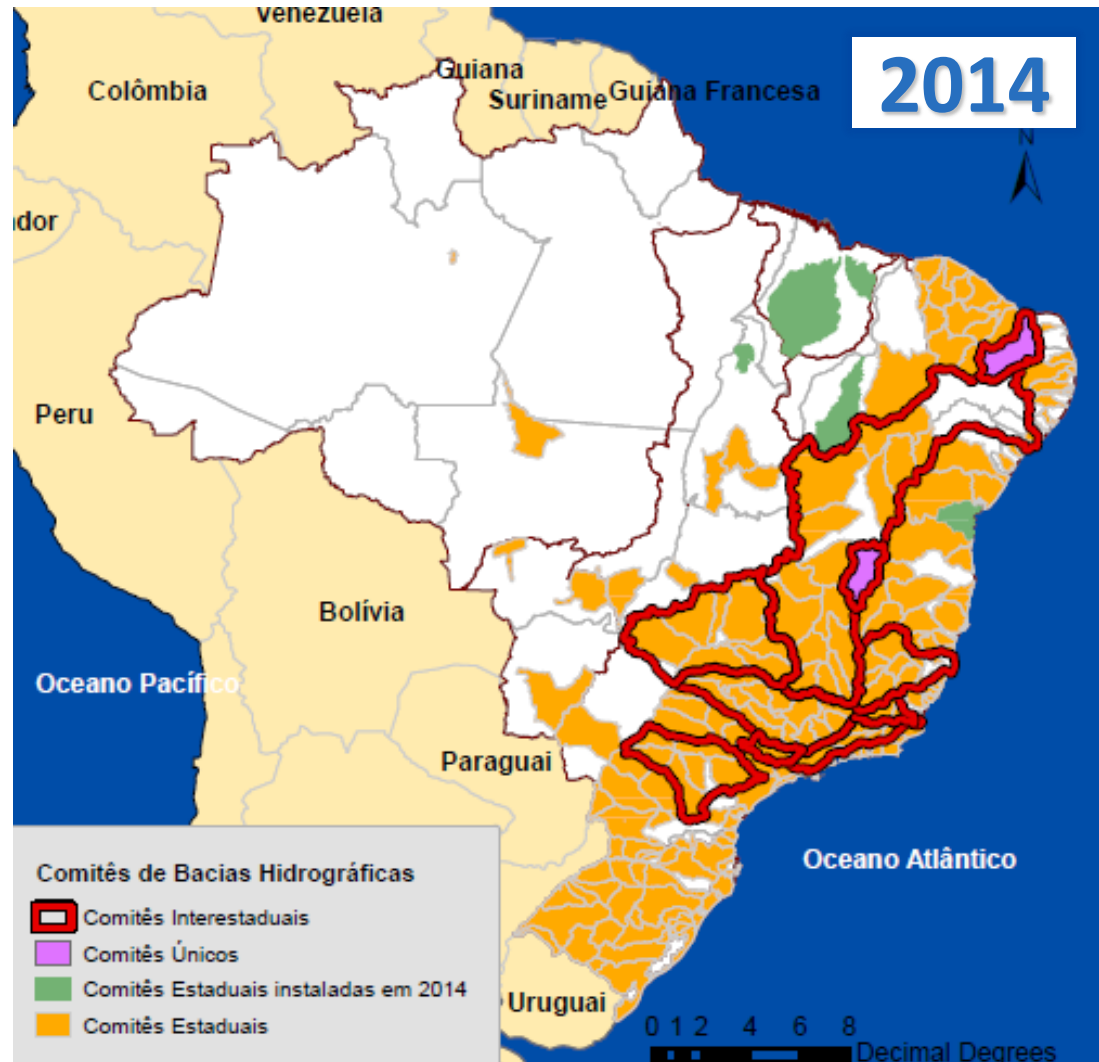 Venezuela
2014
Guiana
Colômbia
Suriname
Guiana Francesa
N
ador
Peru
Bolívia
Oceano Pacífico
Paraguai
Oceano Atlântico
Comitês de Bacias Hidrográficas
Comitês Interestaduais
Comitês Únicos
Comitês Estaduais instaladas em 2014
Comitês Estaduais
Uruguai
0 1 2 4 6 8
Decimal Degrees